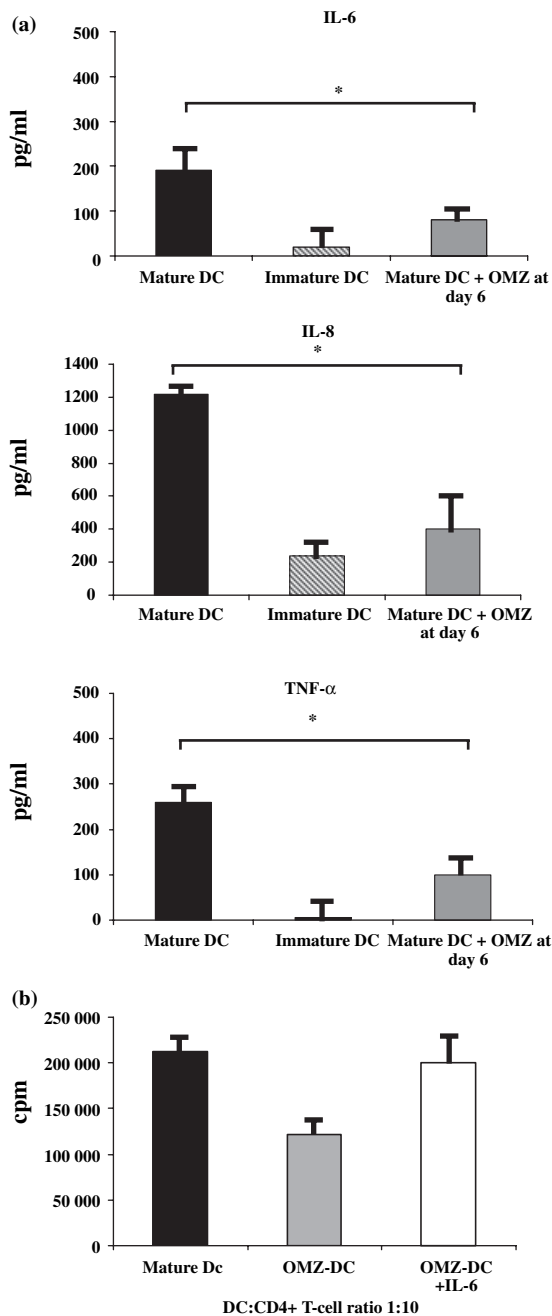 (a)
IL-6
500
400
300
200
100
0
pg/ml
*
Mature DC
Immature DC
Mature DC + OMZ at
day 6
IL-8
1400
1200
1000
800
600
400
200
0
pg/ml
*
Mature DC
Immature DC
Mature DC + OMZ
at day 6
TNF-α
500
400
300
200
100
0
pg/ml
*
Mature DC
Immature DC
Mature DC + OMZ at
day 6
(b)
250 000
200 000
150 000
100 000
50 000
0
cpm
Mature Dc
OMZ-DC
OMZ-DC
+IL-6
DC:CD4+ T-cell ratio 1:10